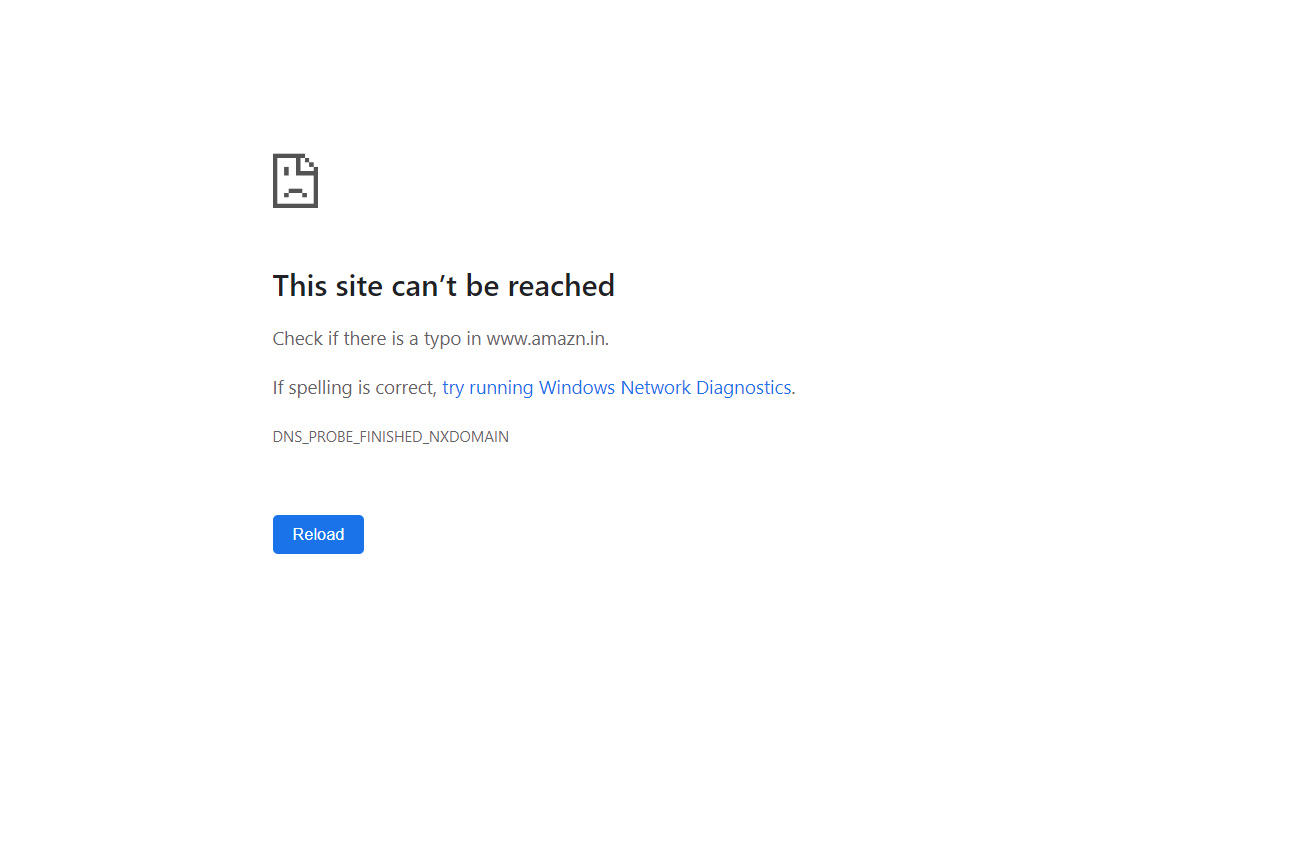 This site can’t be reached
Check if there is a typo in www.amazn.in.
If spelling is correct, try running Windows Network Diagnostics.
DNS_PROBE_FINISHED_NXDOMAIN
Reload